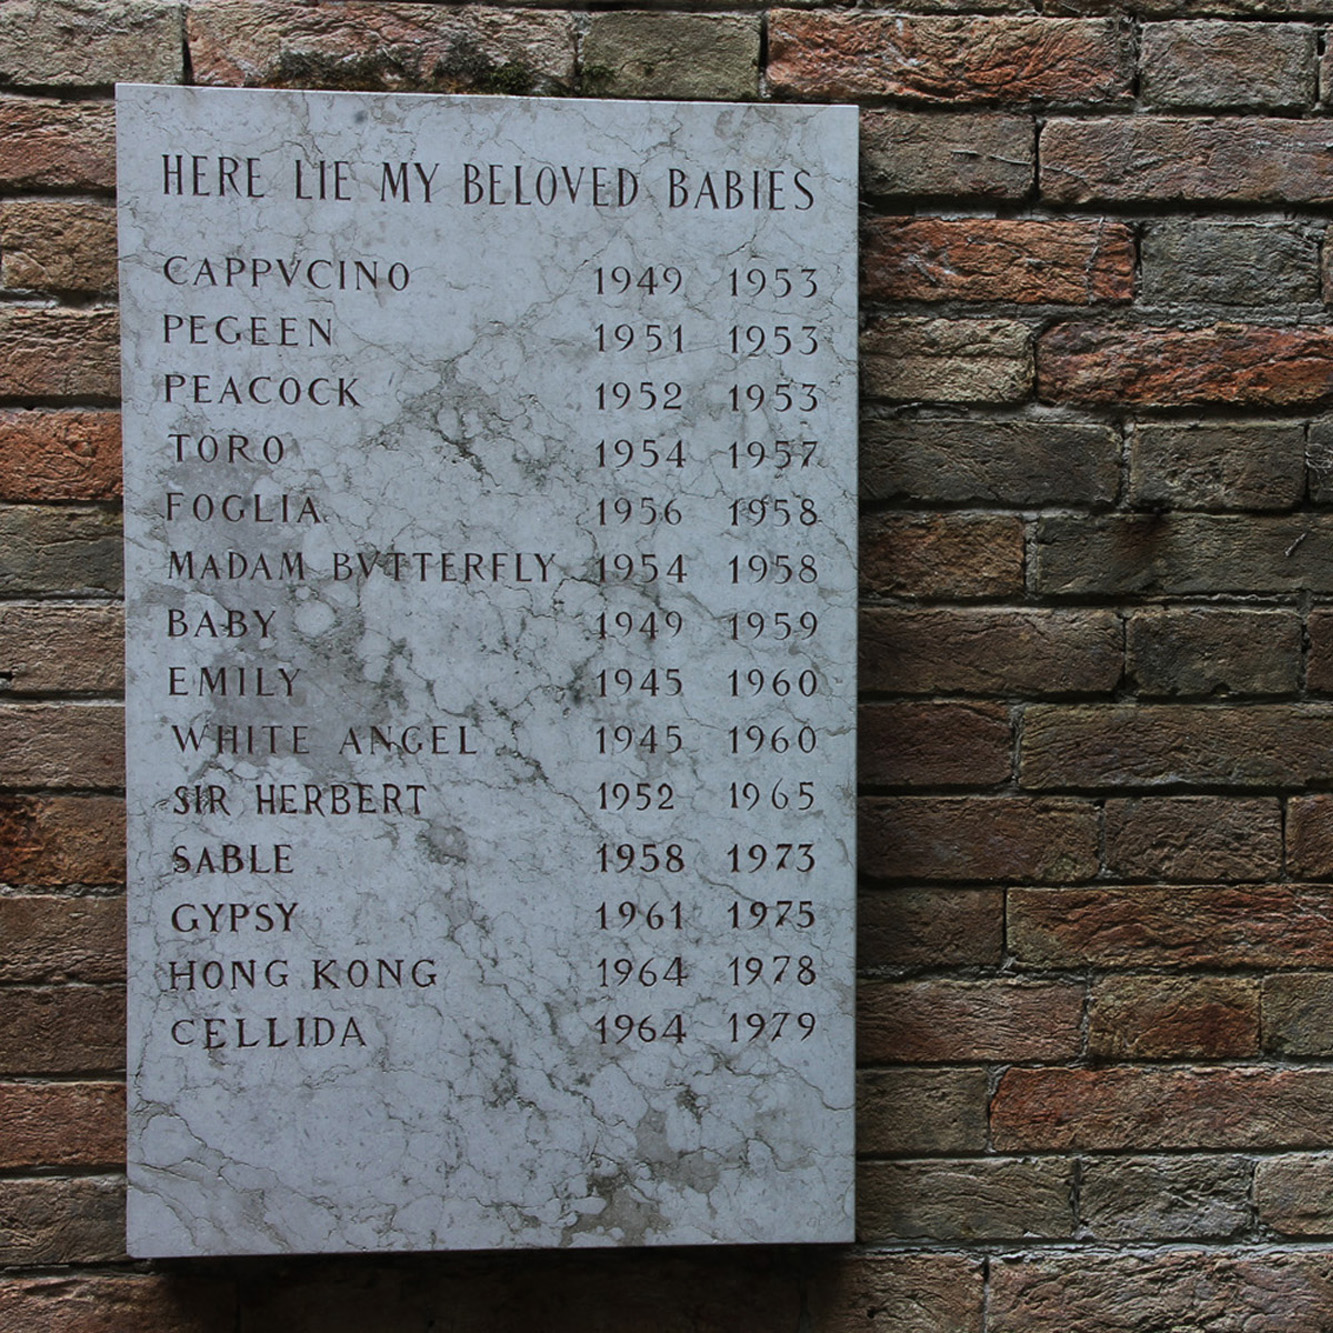 HERE LIE MY BELOVED BABIES
CAPPVCINO 1949 1953
PEGEEN 1951 1953
PEACOCK 1952 1953
TORO 1954 1957
FOGLIA 1956 1958
MADAM BVTTERFLY 1954 1958
BABY 1949 1959
EMILY 1945 1960
WHITE ANGEL 1945 1960
SIR HERBERT 1952 1965
SABLE 1958 1973
GYPSY 1961 1975
HONG KONG 1964 1978
CELLIDA 1964 1979